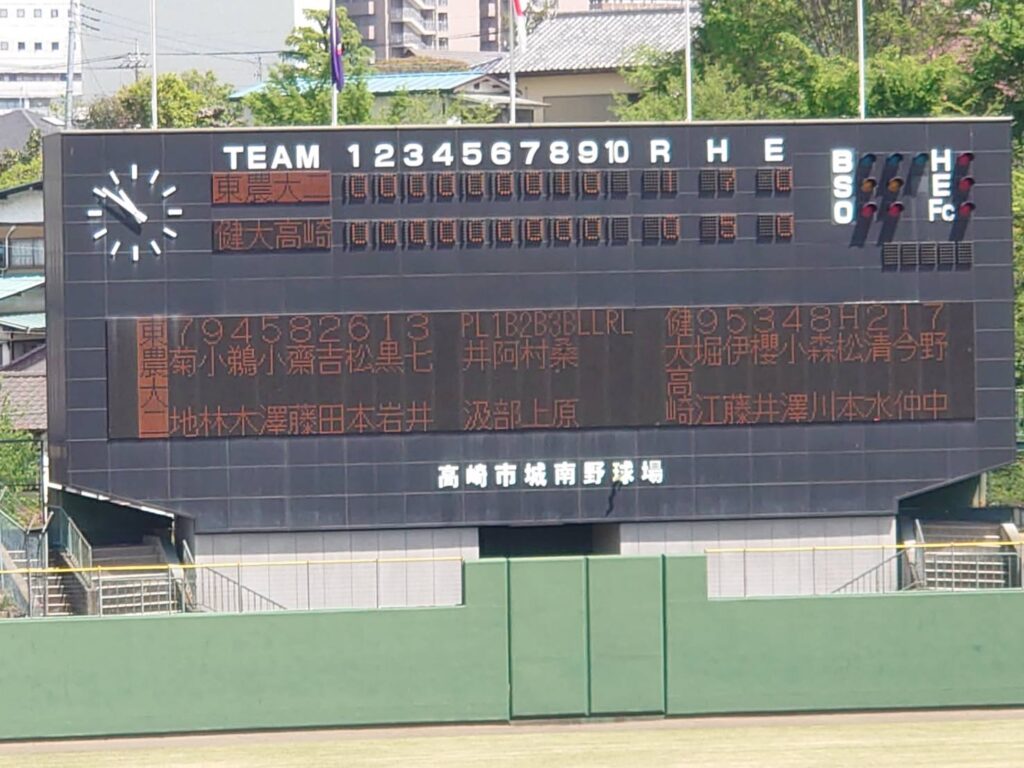 TEAM 1 2 3 4 5 6 7 8 9 10 R H E
東農大二
健大高崎
B H
S E
O Fc
東農大二 7 9 4 5 8 2 6 1 3
菊地 小林 鵜木 小澤 齋藤 吉田 松本 黒岩 七井
PL 1B 2B 3B LL RL
井汲 阿部 村上 桑原
健大高崎 9 5 3 4 8 H 2 1 7
堀江 伊藤 櫻井 小澤 森川 松本 清水 今仲 野中
高崎市城南野球場